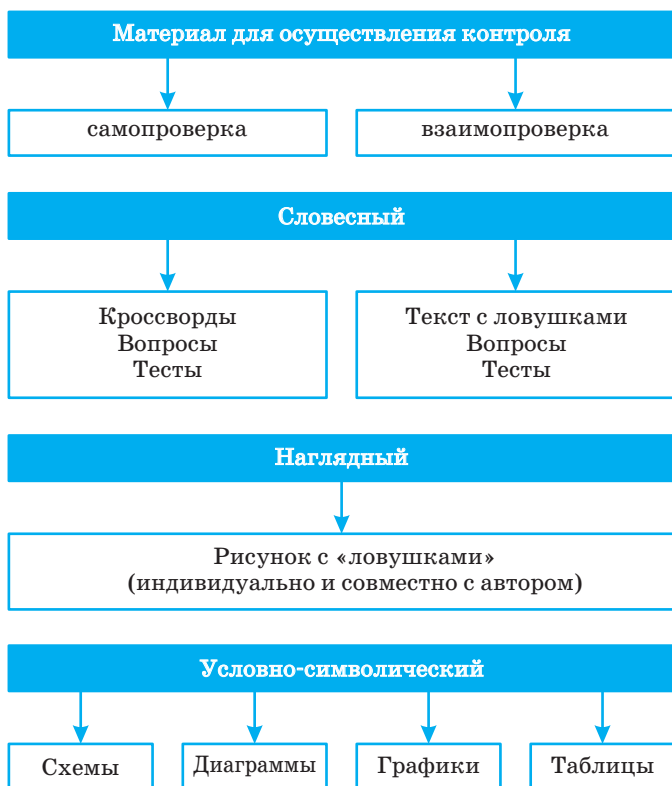 Материал для осуществления контроля
самопроверка
взаимопроверка
Словесный
Кроссворды
Вопросы
Тесты
Текст с ловушками
Вопросы
Тесты
Наглядный
Рисунок с «ловушками»
(индивидуально и совместно с автором)
Условно-символический
Схемы
Диаграммы
Графики
Таблицы